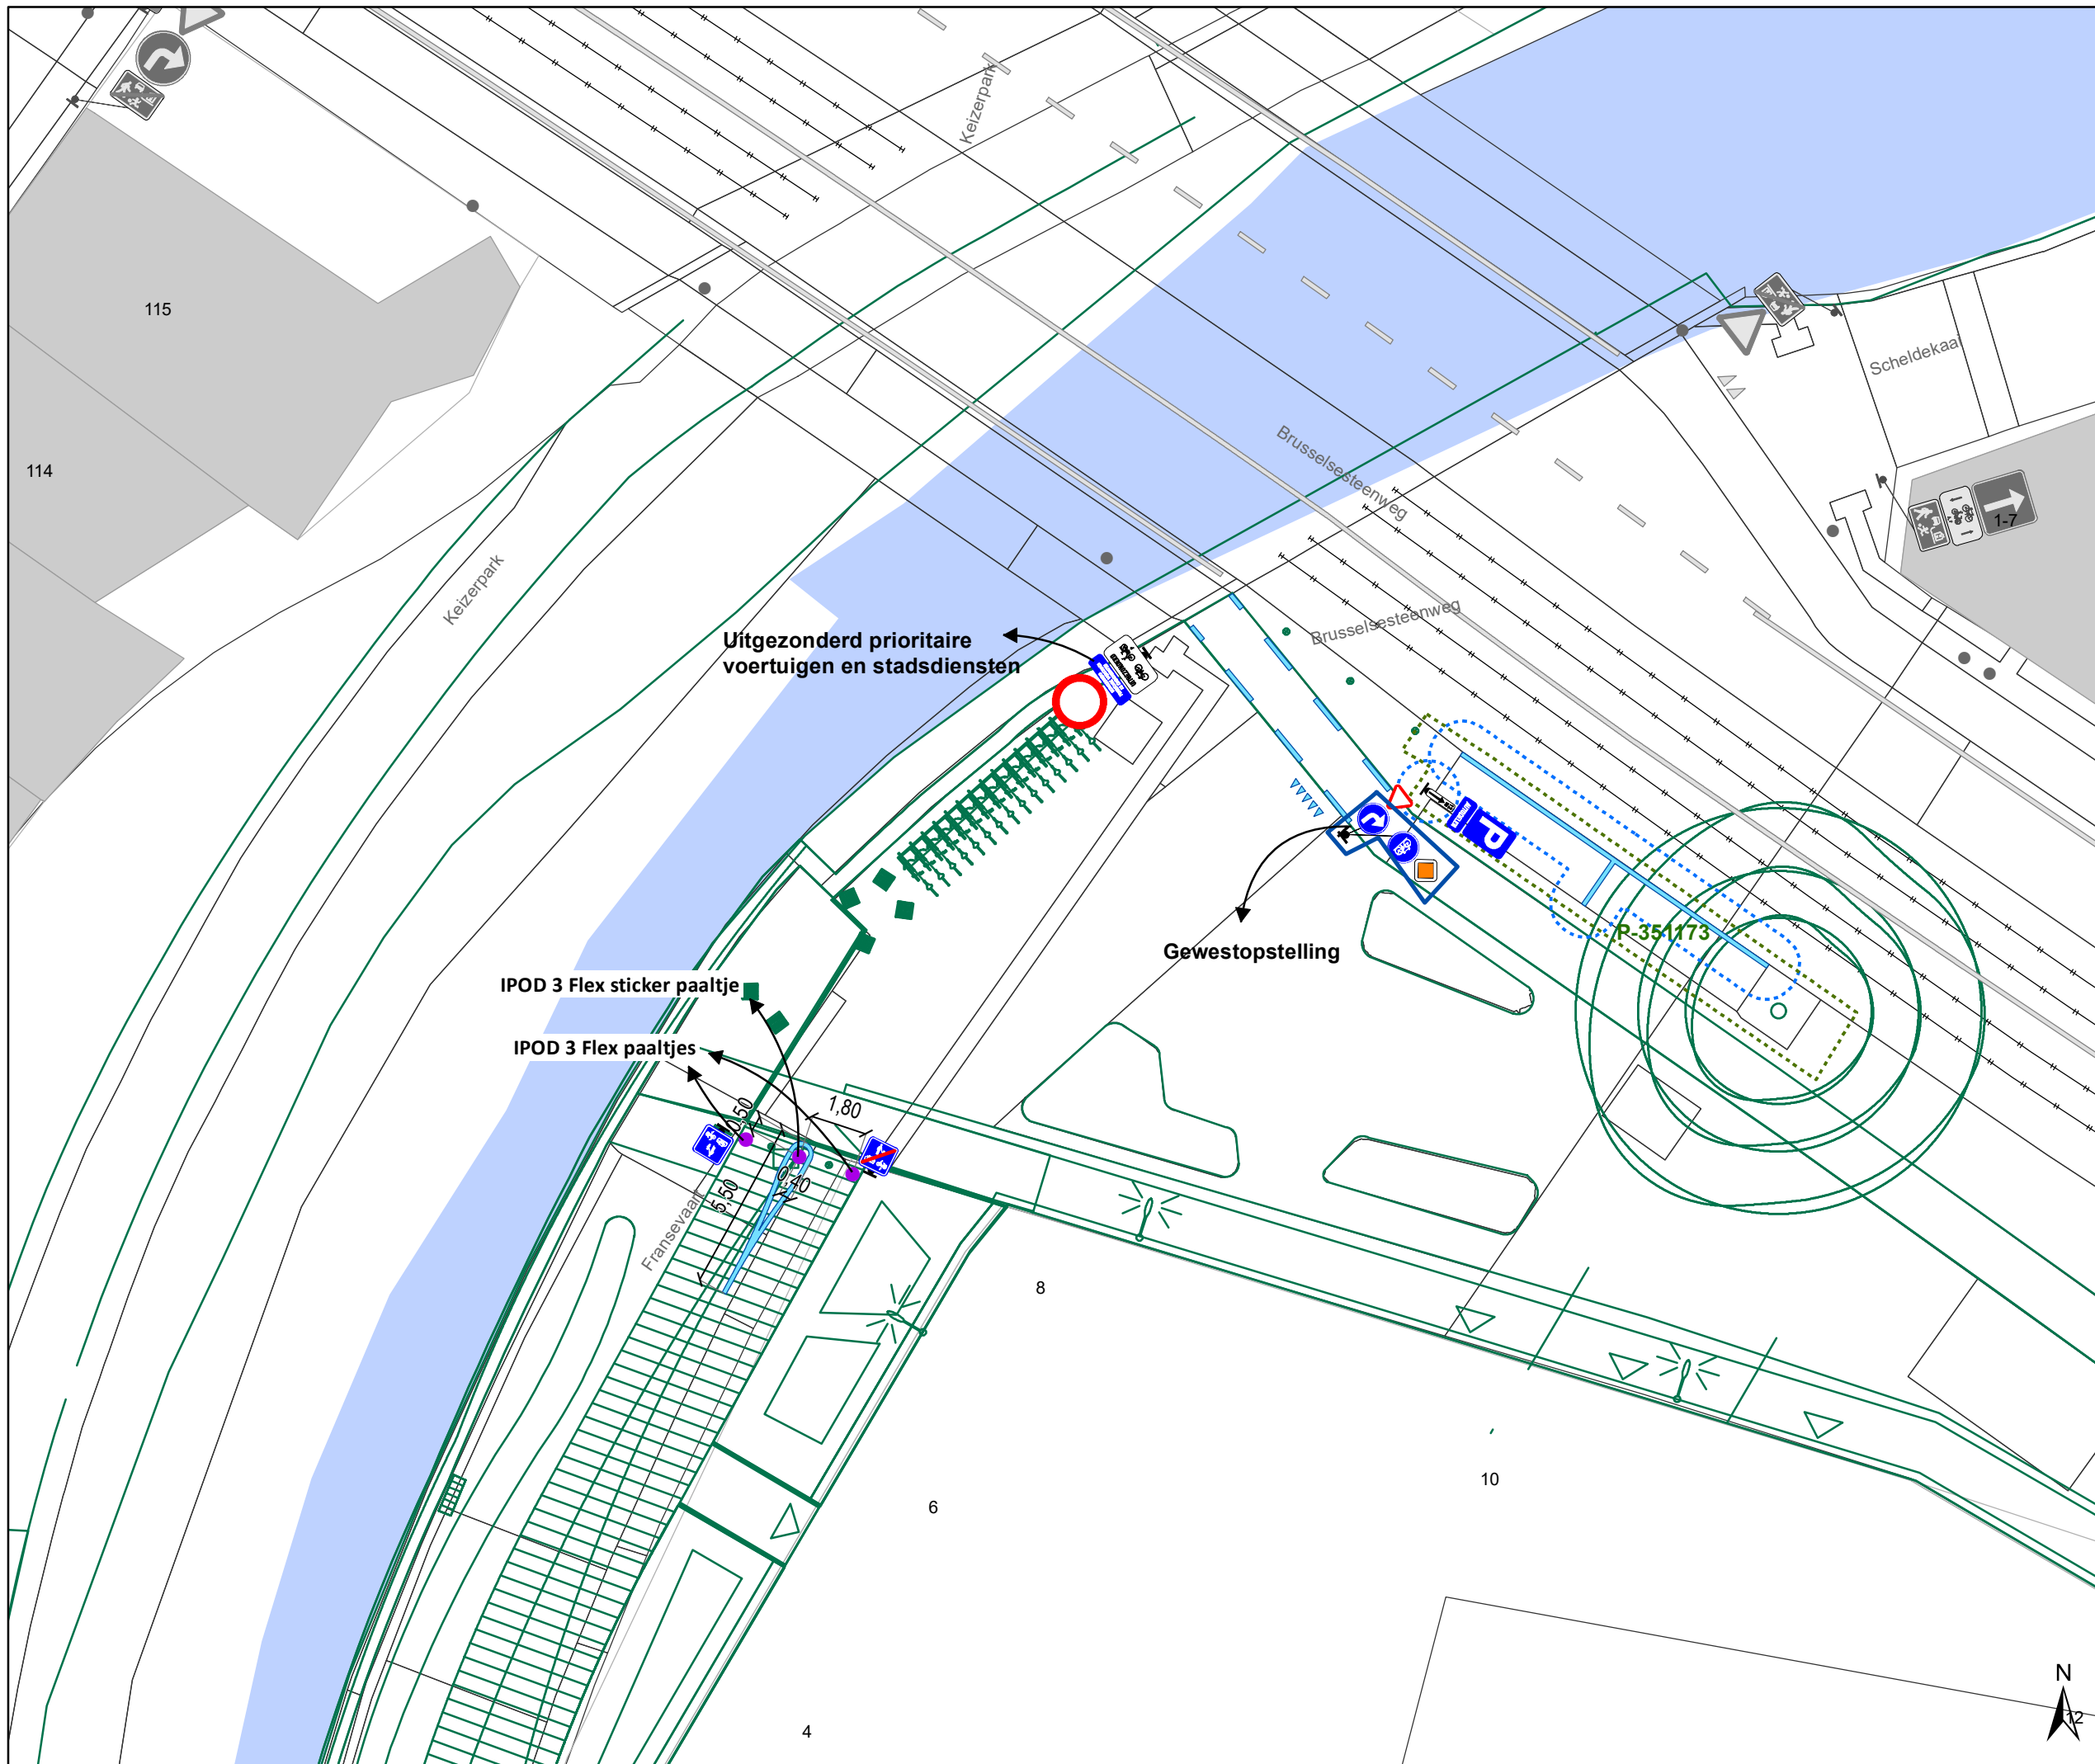 Keizerpark
115
Scheldekaai
114
Brusselsesteenweg
1-7
Keizerpark
Brusselsesteenweg
Uitgezonderd prioritaire
voertuigen en stadsdiensten
P
P-351173
Gewestopstelling
IPOD 3 Flex sticker paaltje
IPOD 3 Flex paaltjes
0,50
1,80
0,40
5,50
Fransevaart
8
10
6
4
N
12